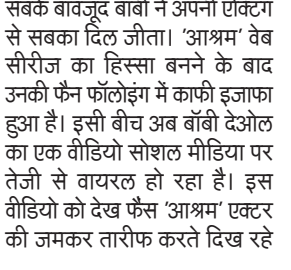 सबके बावजूद बॉबी ने अपनी एक्टिंग
से सबका दिल जीता। 'आश्रम' वेब
सीरीज का हिस्सा बनने के बाद
उनकी फैन फॉलोइंग में काफी इजाफा
हुआ है। इसी बीच अब बॉबी देओल
का एक वीडियो सोशल मीडिया पर
तेजी से वायरल हो रहा है। इस
वीडियो को देख फैंस 'आश्रम' एक्टर
की जमकर तारीफ करते दिख रहे